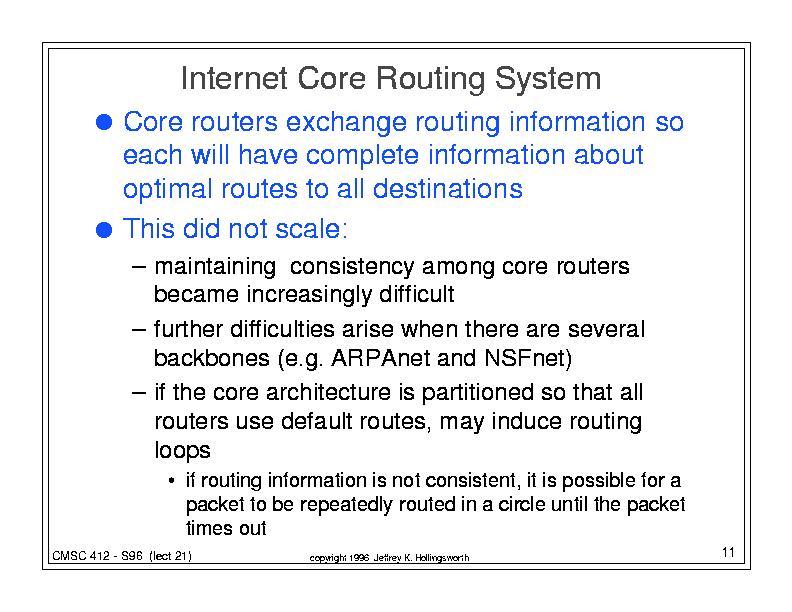 Internet Core Routing System
● Core routers exchange routing information so
each will have complete information about
optimal routes to all destinations
● This did not scale:
– maintaining  consistency among core routers
became increasingly difficult
– further difficulties arise when there are several
backbones (e.g. ARPAnet and NSFnet)
– if the core architecture is partitioned so that all
routers use default routes, may induce routing
loops
• if routing information is not consistent, it is possible for a
packet to be repeatedly routed in a circle until the packet
times out
CMSC 412 - S96  (lect 21)
copyright 1996  Jeffrey K. Hollingsworth
11